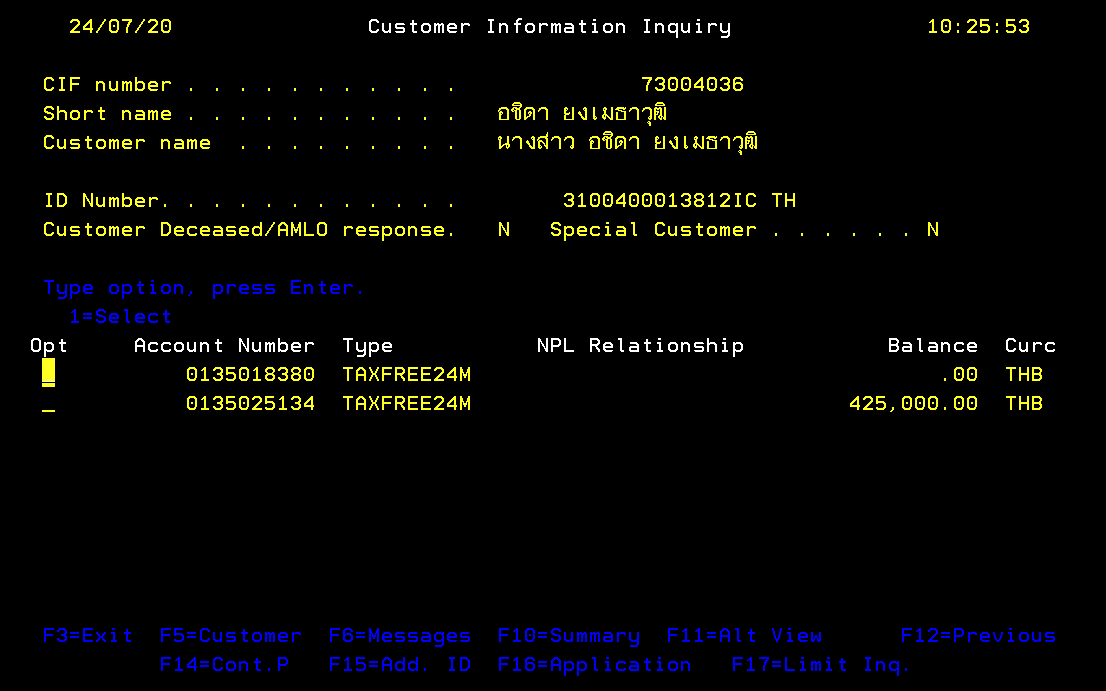 24/07/20 Customer Information Inquiry 10:25:53
CIF number . . . . . . . . . . . 73004036
Short name . . . . . . . . . . . อชิดา ยงเมธาวุฒิ
Customer name . . . . . . . . . นางสาว อชิดา ยงเมธาวุฒิ
ID Number. . . . . . . . . . . . 3100400013812IC TH
Customer Deceased/AMLO response. N Special Customer . . . . . . N
Type option, press Enter.
1=Select
Opt Account Number Type NPL Relationship Balance Curc
_ 0135018380 TAXFREE24M .00 THB
_ 0135025134 TAXFREE24M 425,000.00 THB
F3=Exit F5=Customer F6=Messages F10=Summary F11=Alt View F12=Previous
F14=Cont.P F15=Add. ID F16=Application F17=Limit Inq.